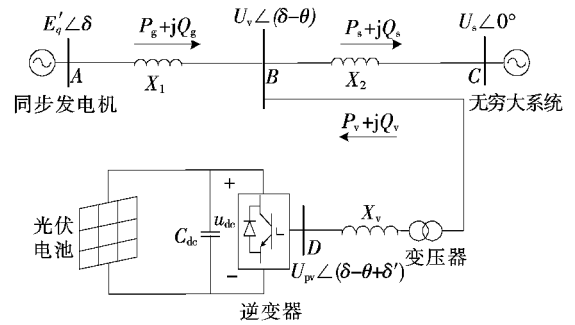 E′q∠δ
Pg+jQg
Uv∠(δ−θ)
Ps+jQs
Us∠0°
A
X1
B
X2
C
同步发电机
无穷大系统
Pv+jQv
光伏
电池
Cdc
+
udc
−
D
Xv
变压器
Upv∠(δ−θ+δ′)
逆变器